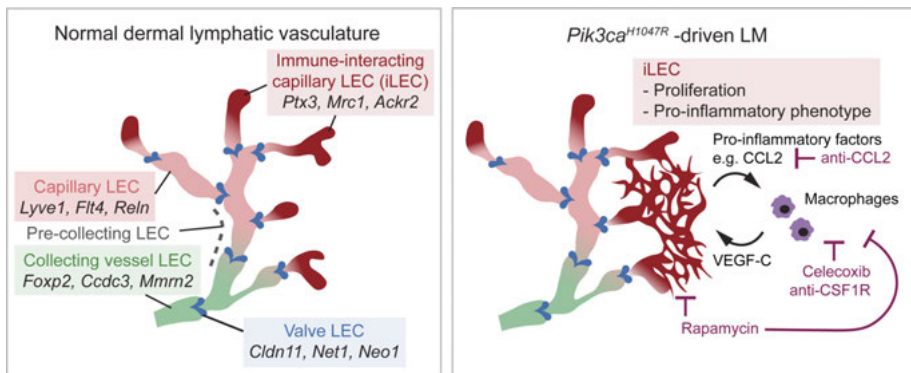 Normal dermal lymphatic vasculature
Immune-interacting
capillary LEC (iLEC)
Ptx3, Mrc1, Ackr2
Capillary LEC
Lyve1, Flt4, Reln
Pre-collecting LEC
Collecting vessel LEC
Foxp2, Ccdc3, Mmrn2
Valve LEC
Cldn11, Net1, Neo1
Pik3caH1047R -driven LM
iLEC
- Proliferation
- Pro-inflammatory phenotype
Pro-inflammatory factors
e.g. CCL2
anti-CCL2
Macrophages
VEGF-C
Celecoxib
anti-CSF1R
Rapamycin